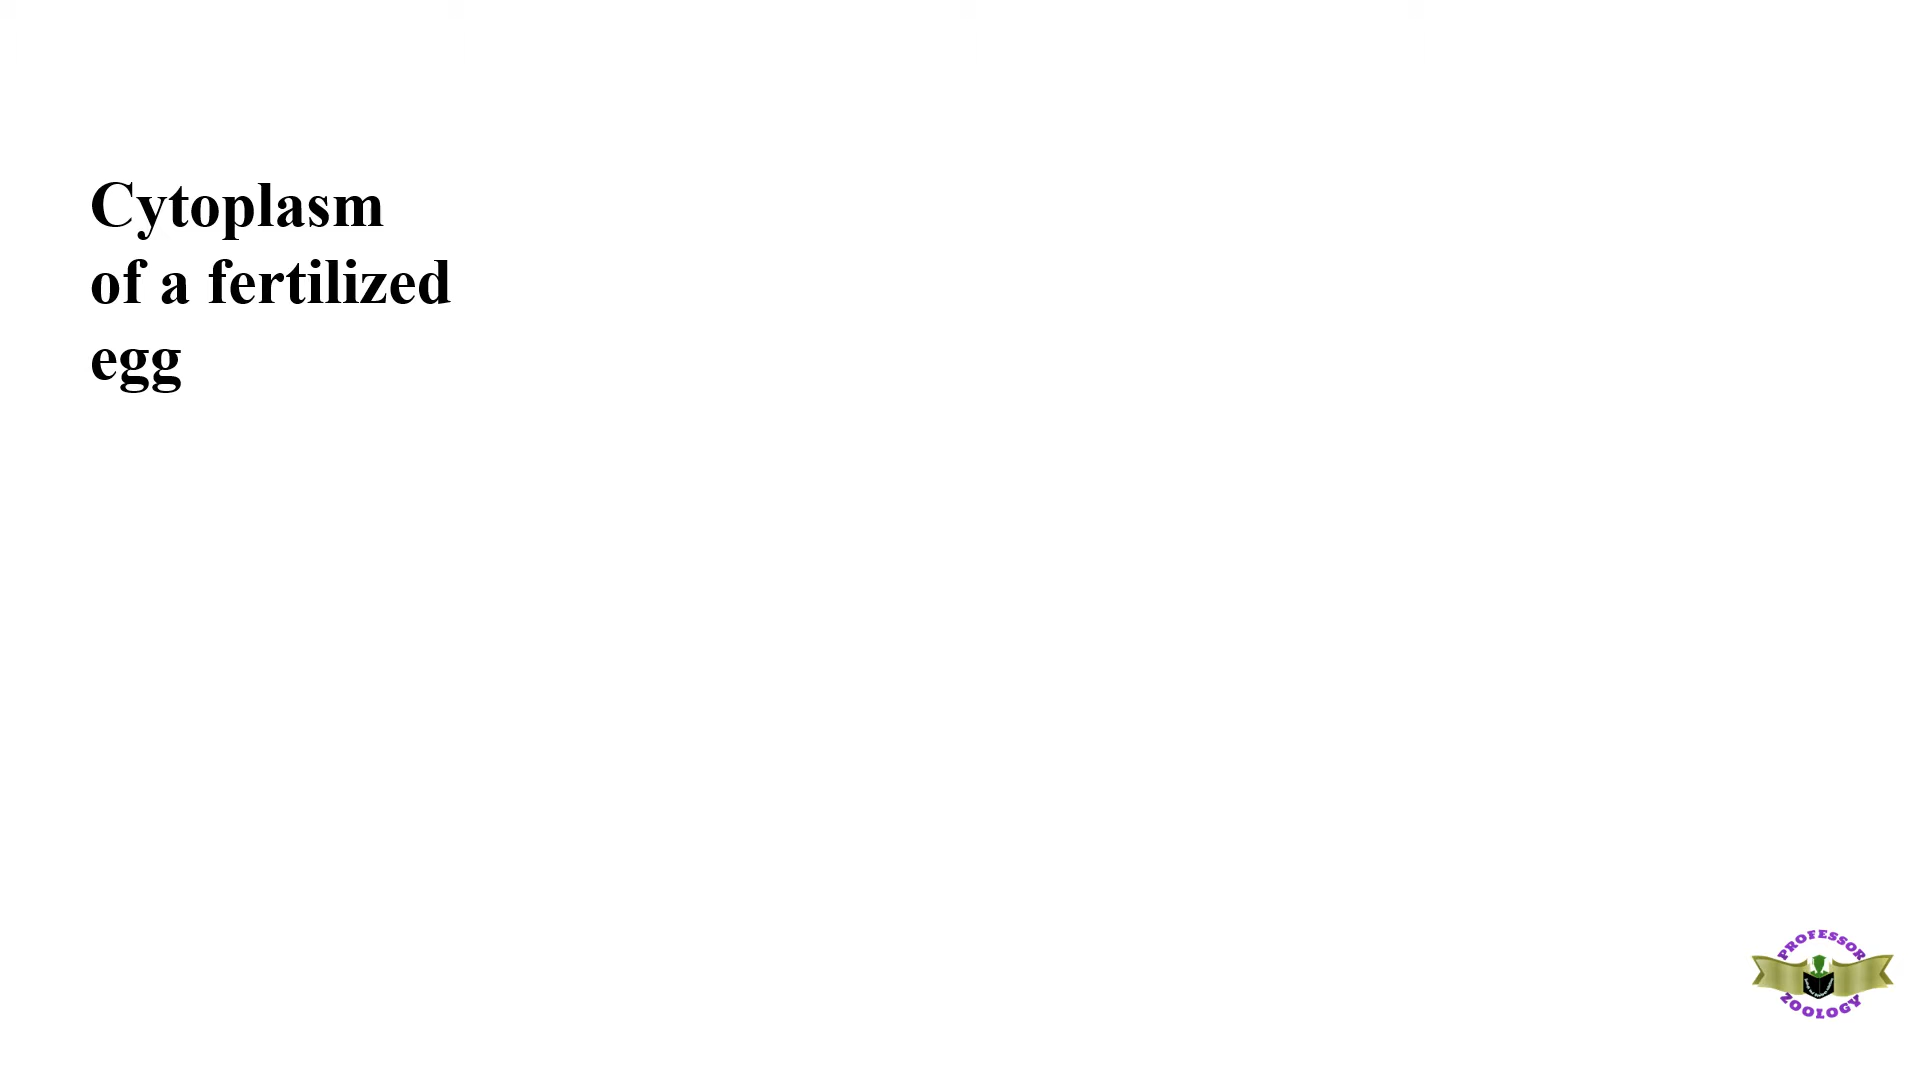 Cytoplasm
of a fertilized
egg
PROFESSOR
ZOOLOGY